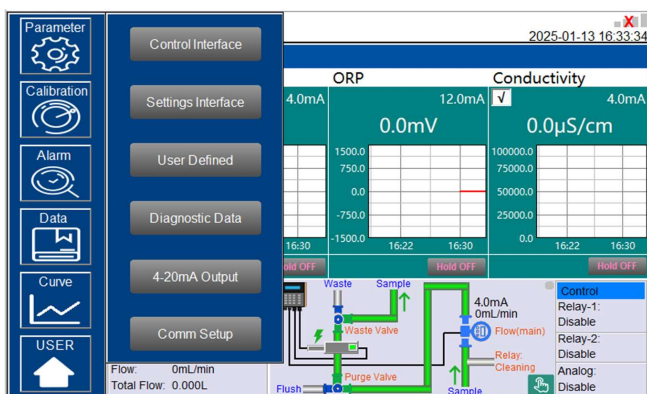 Parameter
Calibration
Alarm
Data
Curve
USER
Control Interface
Settings Interface
User Defined
Diagnostic Data
4-20mA Output
Comm Setup
2025-01-13 16:33:34
4.0mA
16:30
old OFF
ORP
12.0mA
0.0mV
1500.0
750.0
0.0
-750.0
-1500.0
16:22 16:30
Hold OFF
Conductivity
√ 4.0mA
0.0µS/cm
100000.0
75000.0
50000.0
25000.0
0.0
16:22 16:30
Hold OFF
Flow: 0mL/min
Total Flow: 0.000L
Waste Sample
Waste Valve
Purge Valve
Flush
4.0mA
0mL/min
Flow(main)
Relay:
Cleaning
Sample
Control
Relay-1:
Disable
Relay-2:
Disable
Analog:
Disable